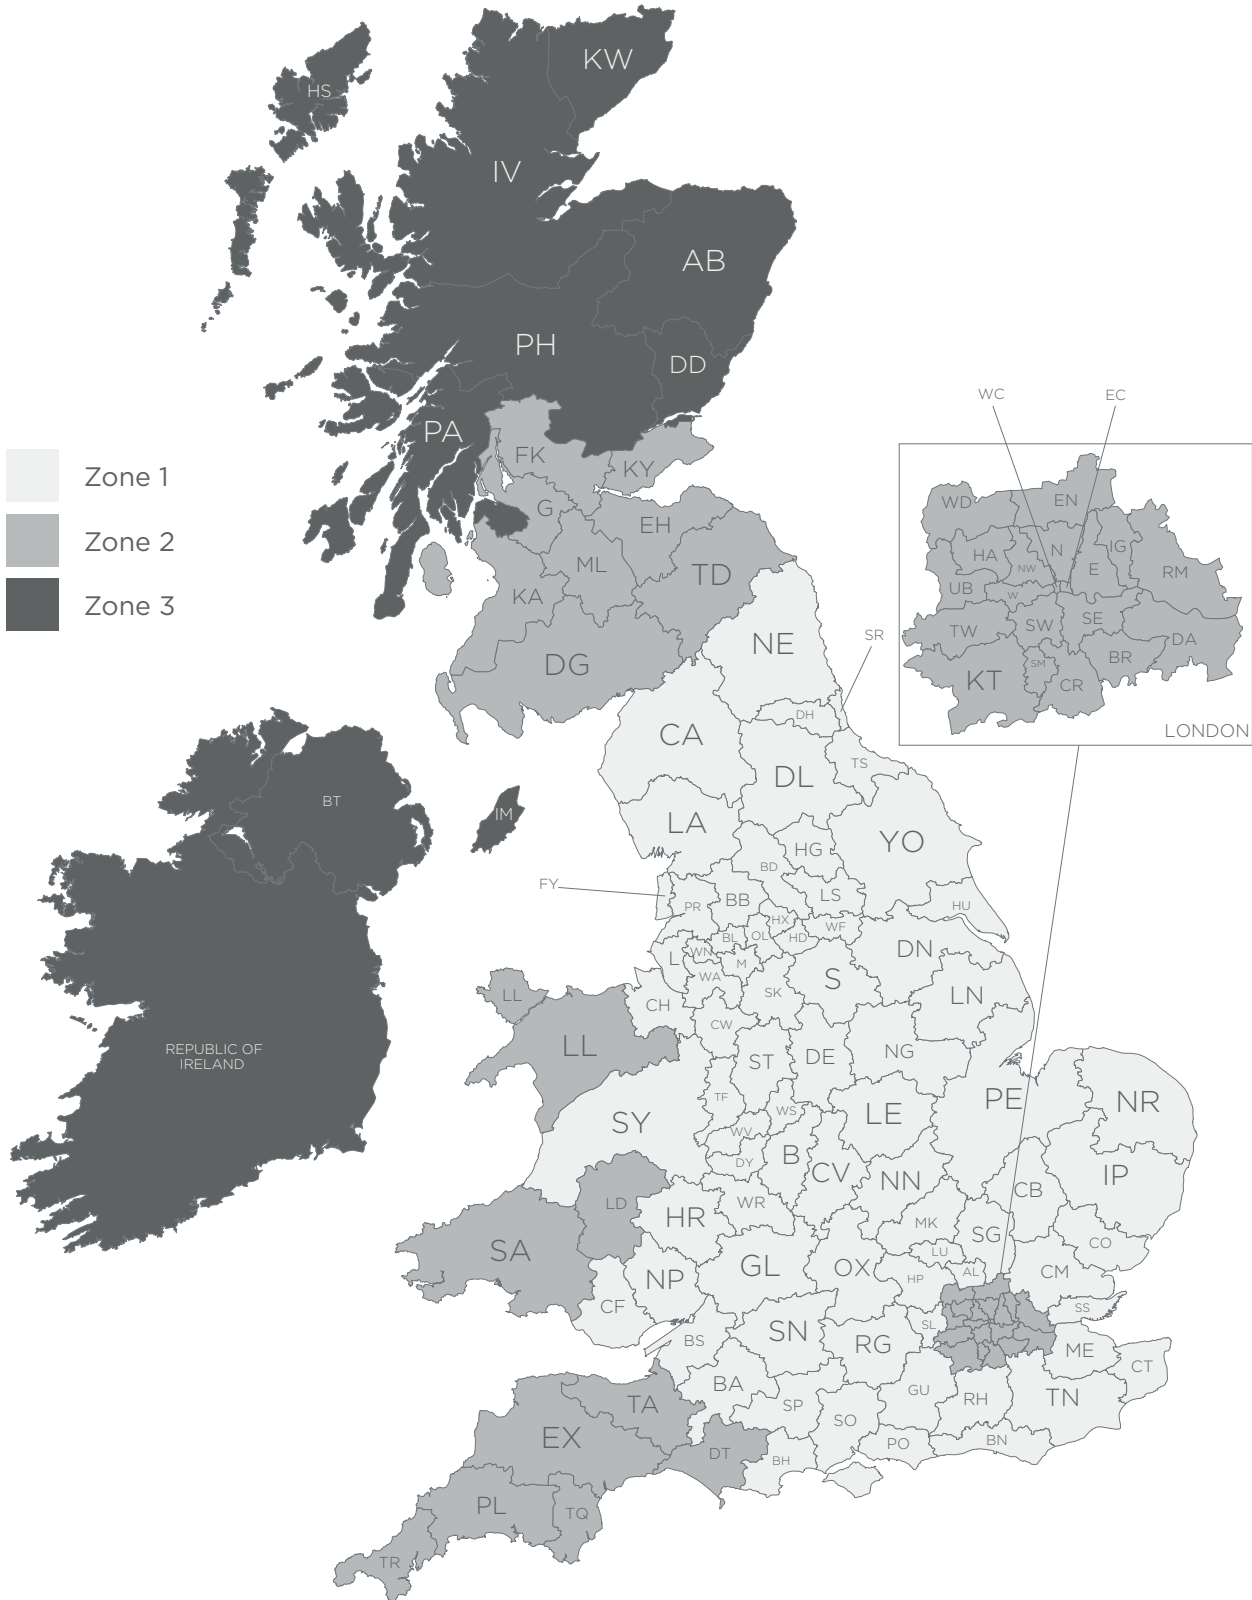 KW
HS
IV
AB
PH
DD
PA
FK
KY
G
EH
ML
TD
KA
DG
Zone 1
Zone 2
Zone 3
WC
EC
WD
EN
HA
N
IG
NW
E
RM
UB
W
TW
SW
SE
DA
KT
SM
BR
CR
LONDON
NE
SR
DH
CA
TS
DL
LA
YO
HG
BD
FY
PR
BB
LS
HU
HX
BL
OL
HD
WF
L
WN
DN
M
WA
S
SK
LN
CH
CW
BT
IM
REPUBLIC OF
IRELAND
LL
LL
ST
DE
NG
TF
WS
LE
PE
NR
SY
WV
DY
B
CV
NN
IP
CB
LD
HR
WR
MK
SG
CO
SA
NP
GL
OX
LU
HP
AL
CM
CF
SS
BS
SN
RG
SL
ME
CT
BA
SP
SO
GU
RH
TN
TA
EX
DT
BH
PO
BN
PL
TQ
TR